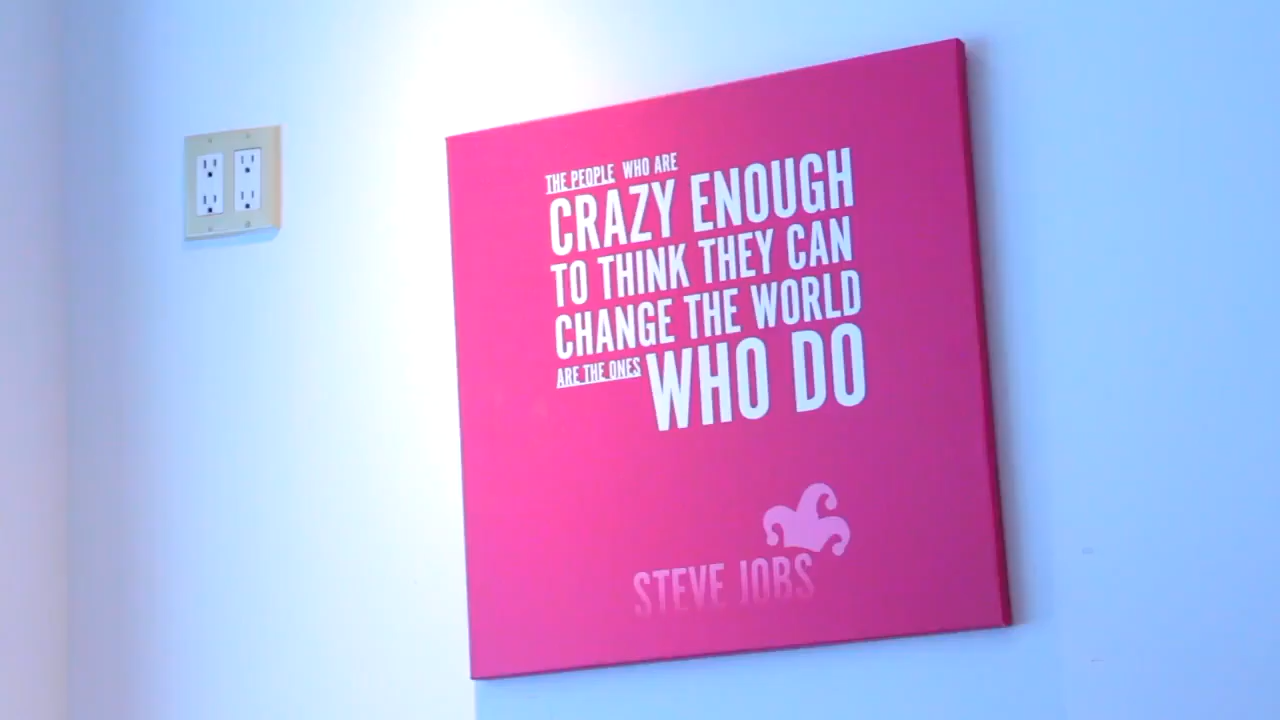 THE PEOPLE WHO ARE
CRAZY ENOUGH
TO THINK THEY CAN
CHANGE THE WORLD
ARE THE ONES WHO DO
STEVE JOBS